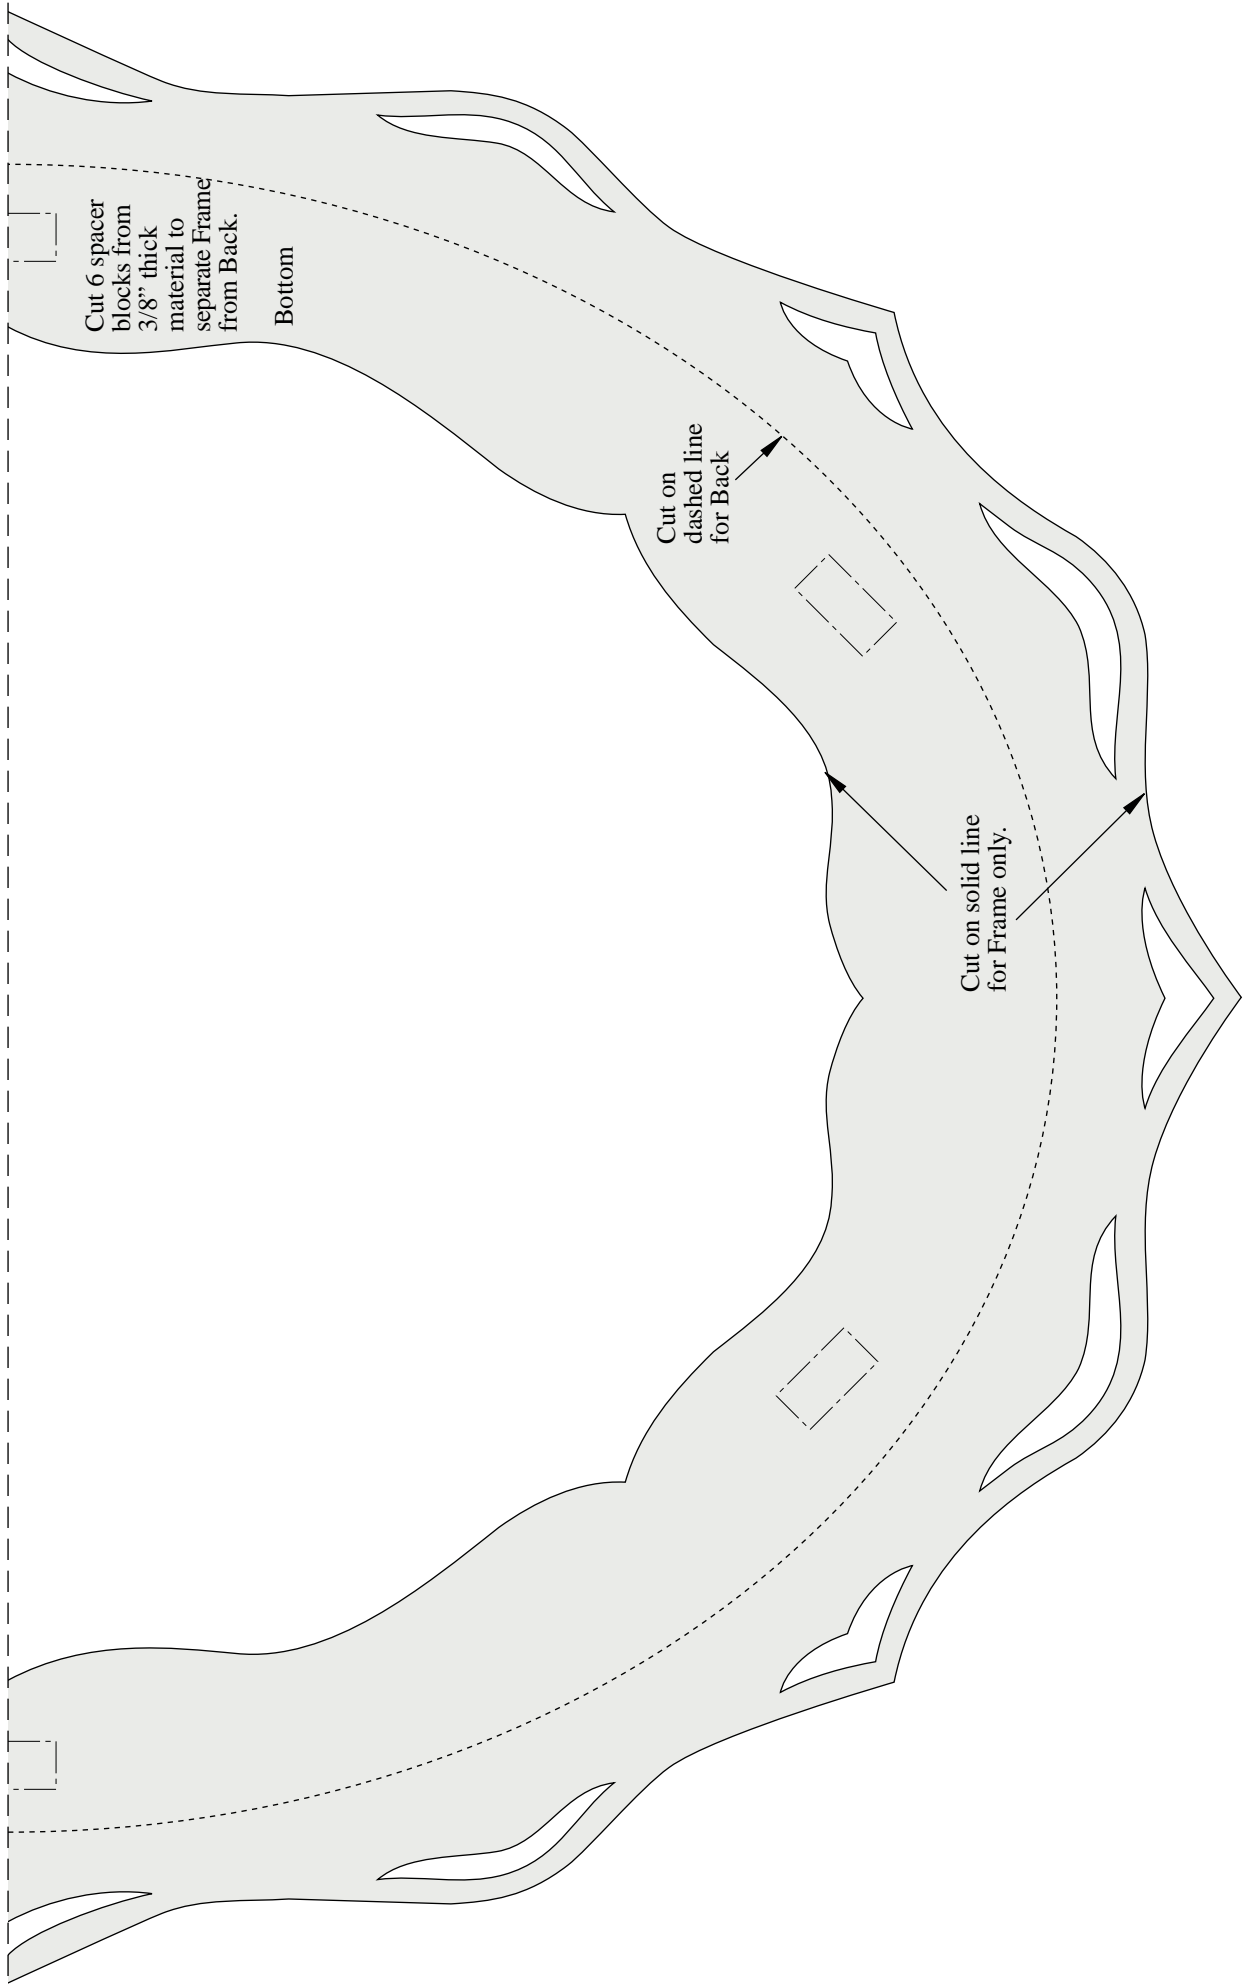 Cut 6 spacer
blocks from
3/8” thick
material to
separate Frame
from Back.
Bottom
Cut on
dashed line
for Back
Cut on solid line
for Frame only.